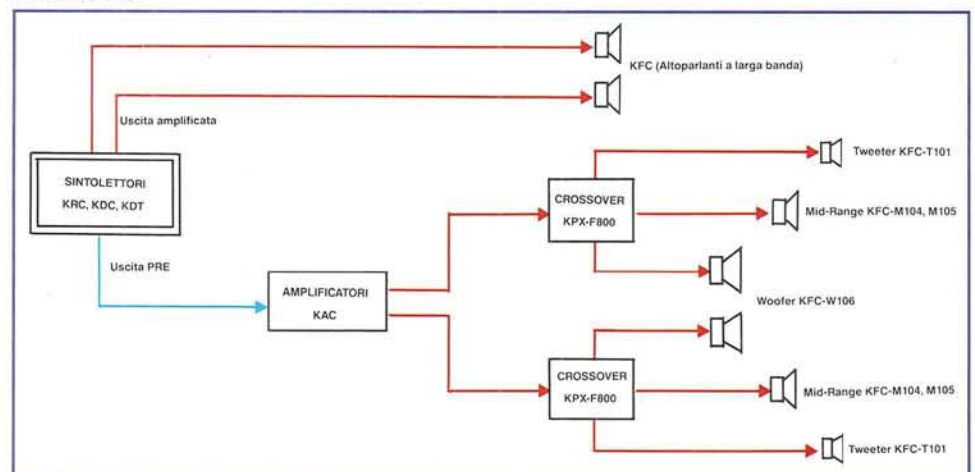 KFC (Altoparlanti a larga banda)
Uscita amplificata
SINTOLETTORI
KRC, KDC, KDT
Uscita PRE
AMPLIFICATORI
KAC
CROSSOVER
KPX-F800
Tweeter KFC-T101
Mid-Range KFC-M104, M105
Woofer KFC-W106
CROSSOVER
KPX-F800
Mid-Range KFC-M104, M105
Tweeter KFC-T101